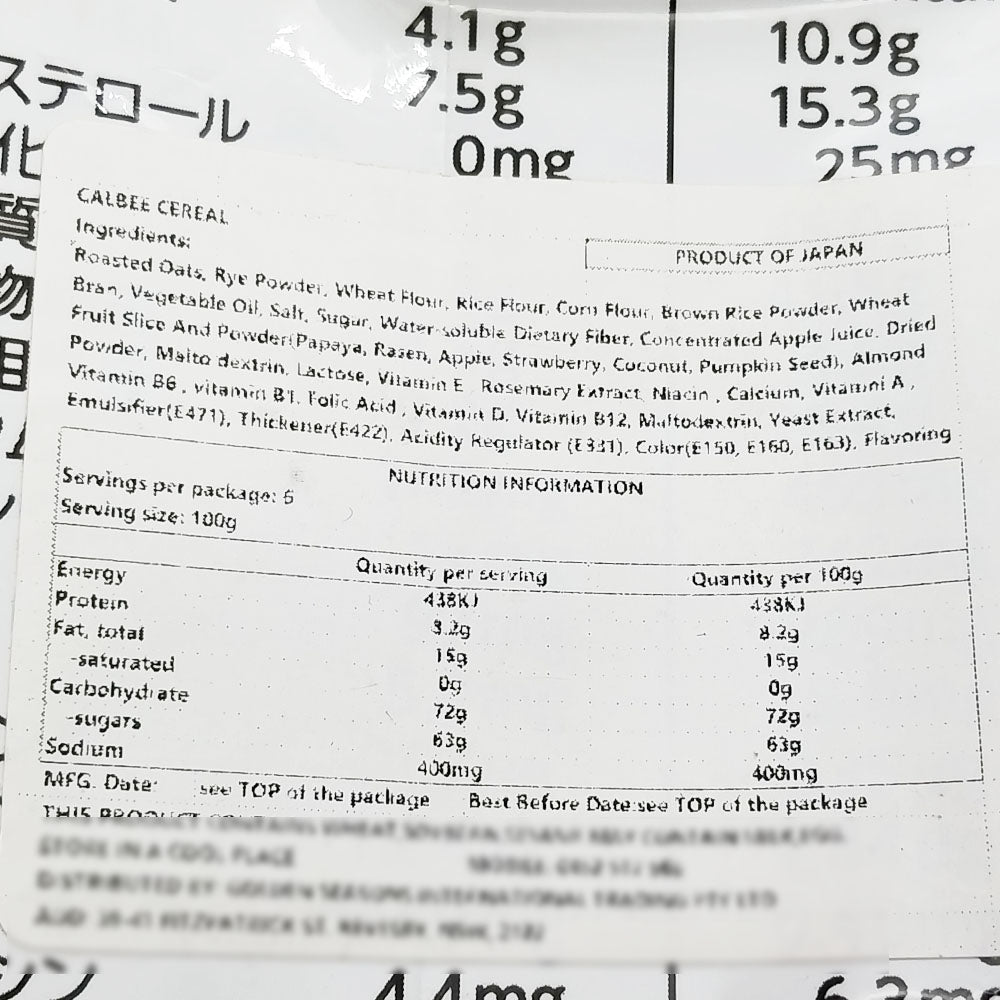 4.1g 10.9g
ステロール 7.5g 15.3g
化 0mg 25mg
質
物
CALBEE CEREAL
Ingredients:
PRODUCT OF JAPAN
Roasted Oats, Rye Powder, Wheat Flour, Rice Flour, Corn Flour, Brown Rice Powder, Wheat
Bran, Vegetable Oil, Salt, Sugar, Water-soluble Dietary Fiber, Concentrated Apple Juice, Dried
Fruit Slice And Powder(Papaya, Rasen, Apple, Strawberry, Coconut, Pumpkin Seed), Almond
Powder, Malto dextrin, Lactose, Vitamin E, Rosemary Extract, Niacin, Calcium, Vitamni A,
Vitamin B6, vitamin B1, Folic Acid, Vitamin D, Vitamin B12, Maltodextrin, Yeast Extract,
Emulsifier(E471), Thickener(E422), Acidity Regulator (E331), Color(E150, E160, E163), Flavoring
NUTRITION INFORMATION
Servings per package: 6
Serving size: 100g
Quantity per serving Quantity per 100g
Energy 438KJ 438KJ
Protein 8.2g 8.2g
Fat, total 15g 15g
-saturated 0g 0g
Carbohydrate 72g 72g
-sugars 63g 63g
Sodium 400mg 400mg
MFG. Date: see TOP of the package Best Before Date:see TOP of the package
THIS PRODUCT
4.4mg 6.3mg